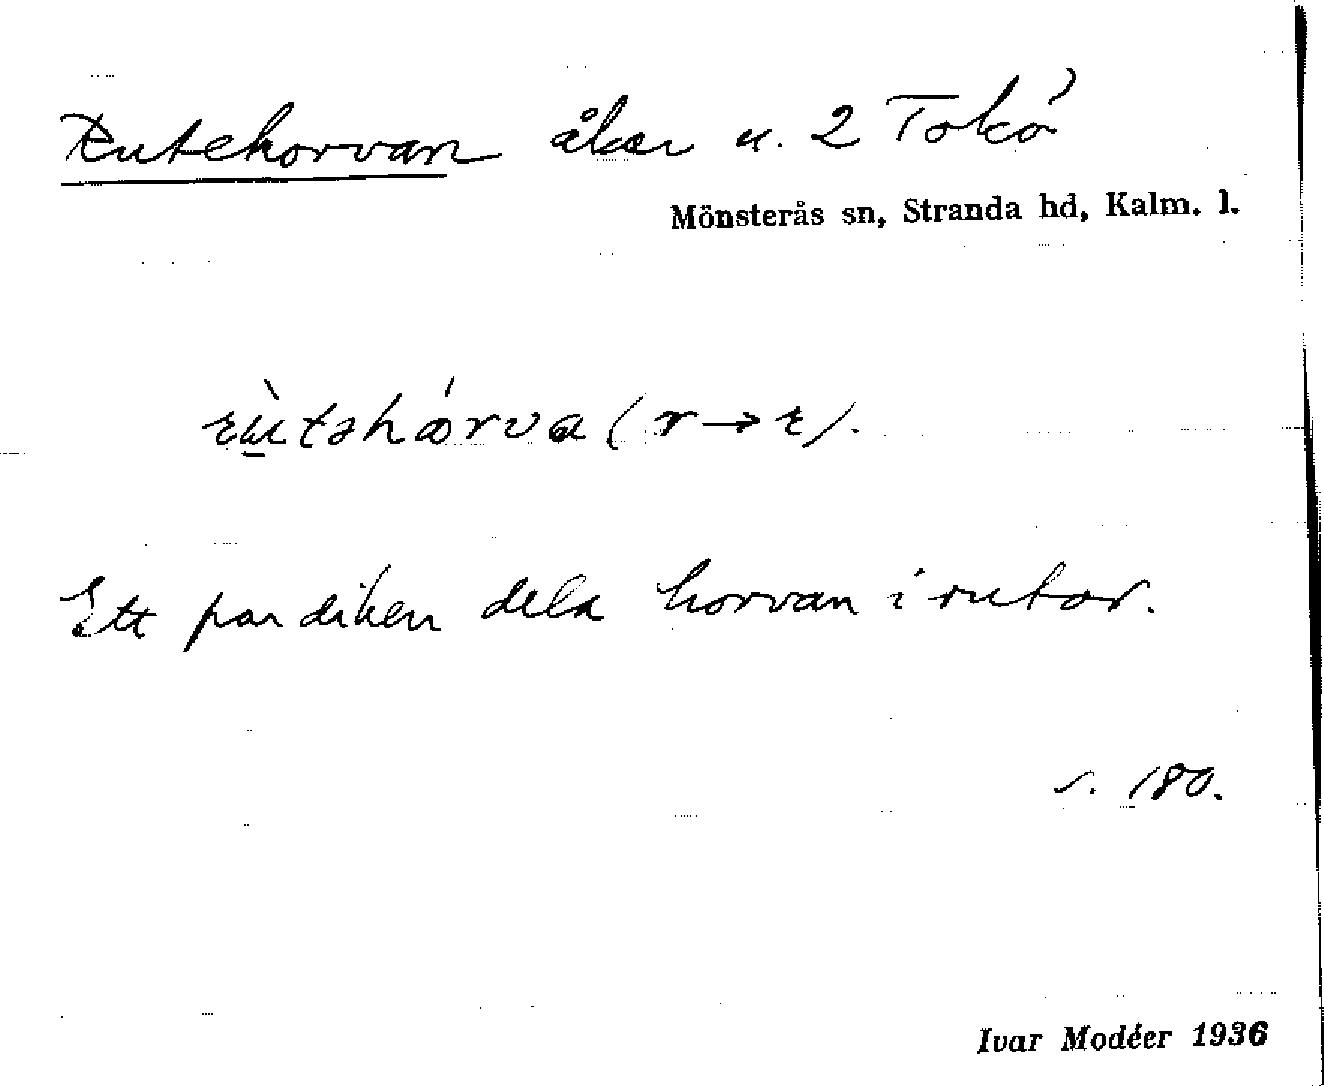 Rutehorvan åker n. 2 Tokö
Mönsterås sn, Stranda hd, Kalm. l.
rùtəhórva (r→ɾ).
Ett par diken dela horvan i rutor.
s. 180.
Ivar Modéer 1936